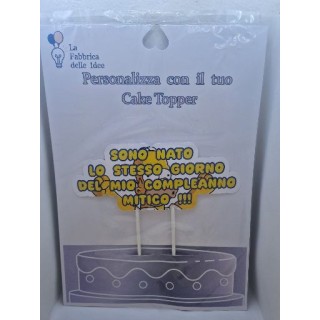 La
Fabbrica
delle Idee
Personalizza con il tuo
Cake Topper
SONO NATO
LO STESSO GIORNO
DEL MIO COMPLEANNO
MITICO !!!